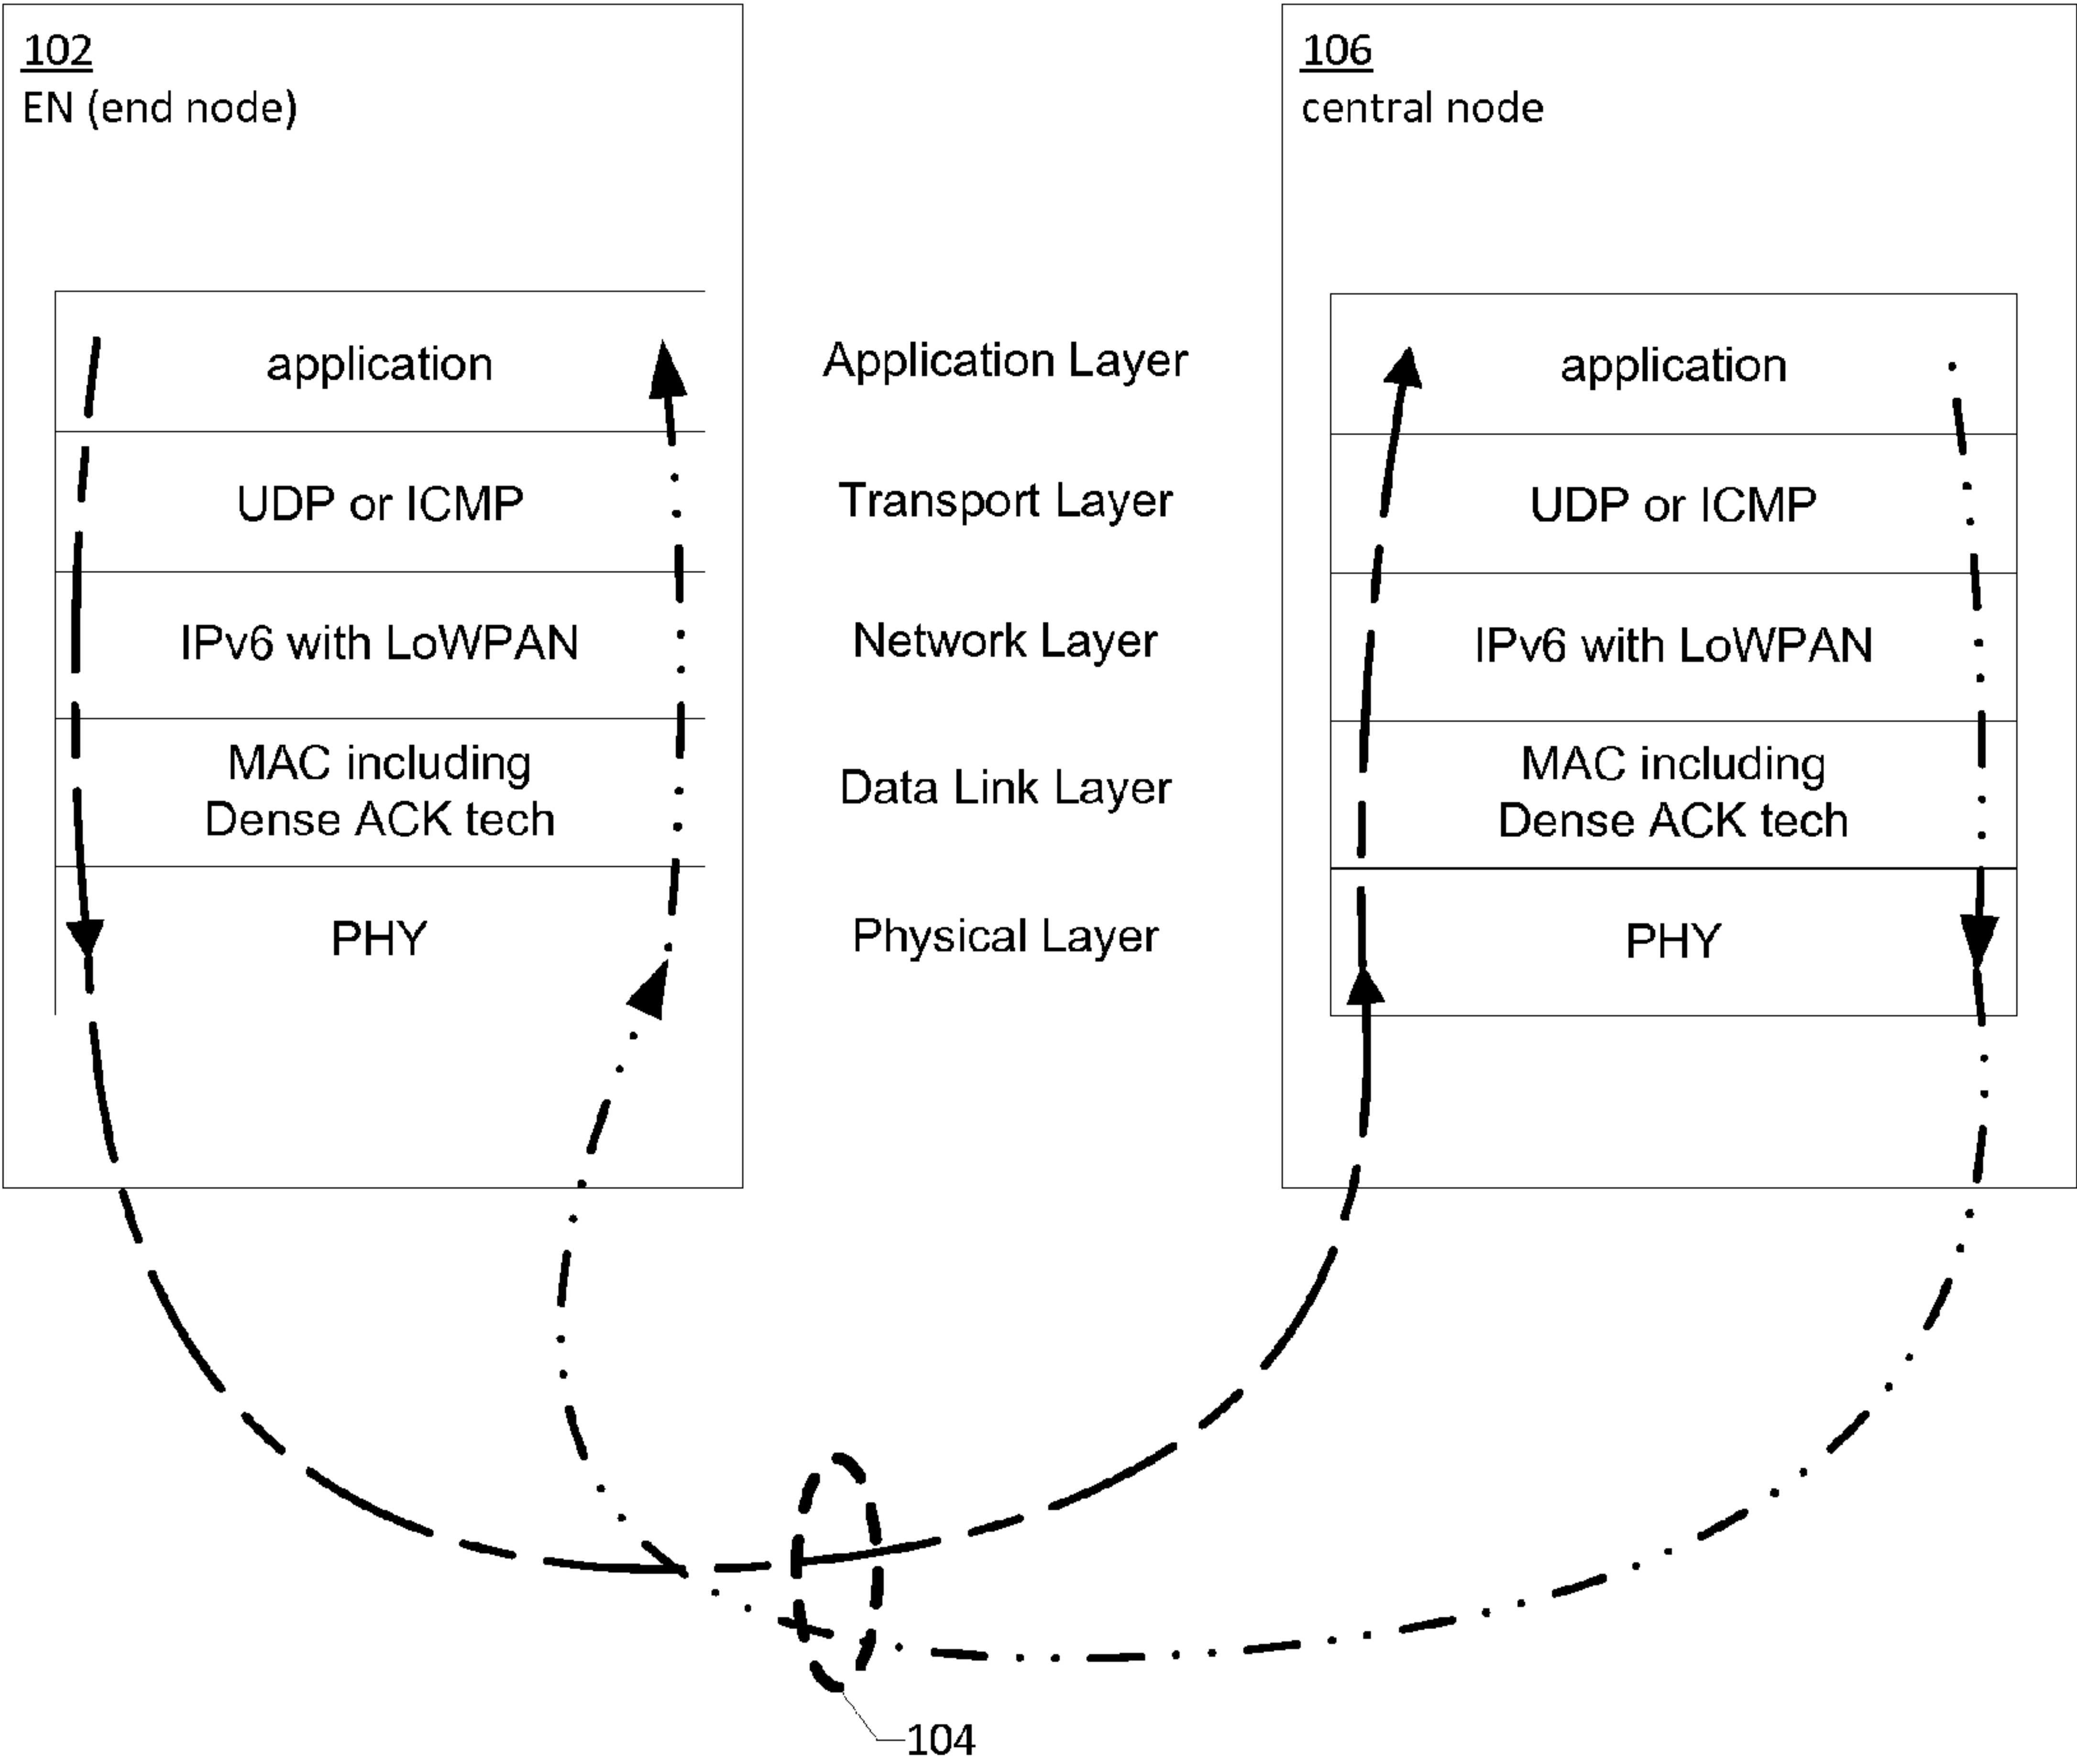 102
EN (end node)
application
UDP or ICMP
IPv6 with LoWPAN
MAC including
Dense ACK tech
PHY
Application Layer
Transport Layer
Network Layer
Data Link Layer
Physical Layer
106
central node
application
UDP or ICMP
IPv6 with LoWPAN
MAC including
Dense ACK tech
PHY
104